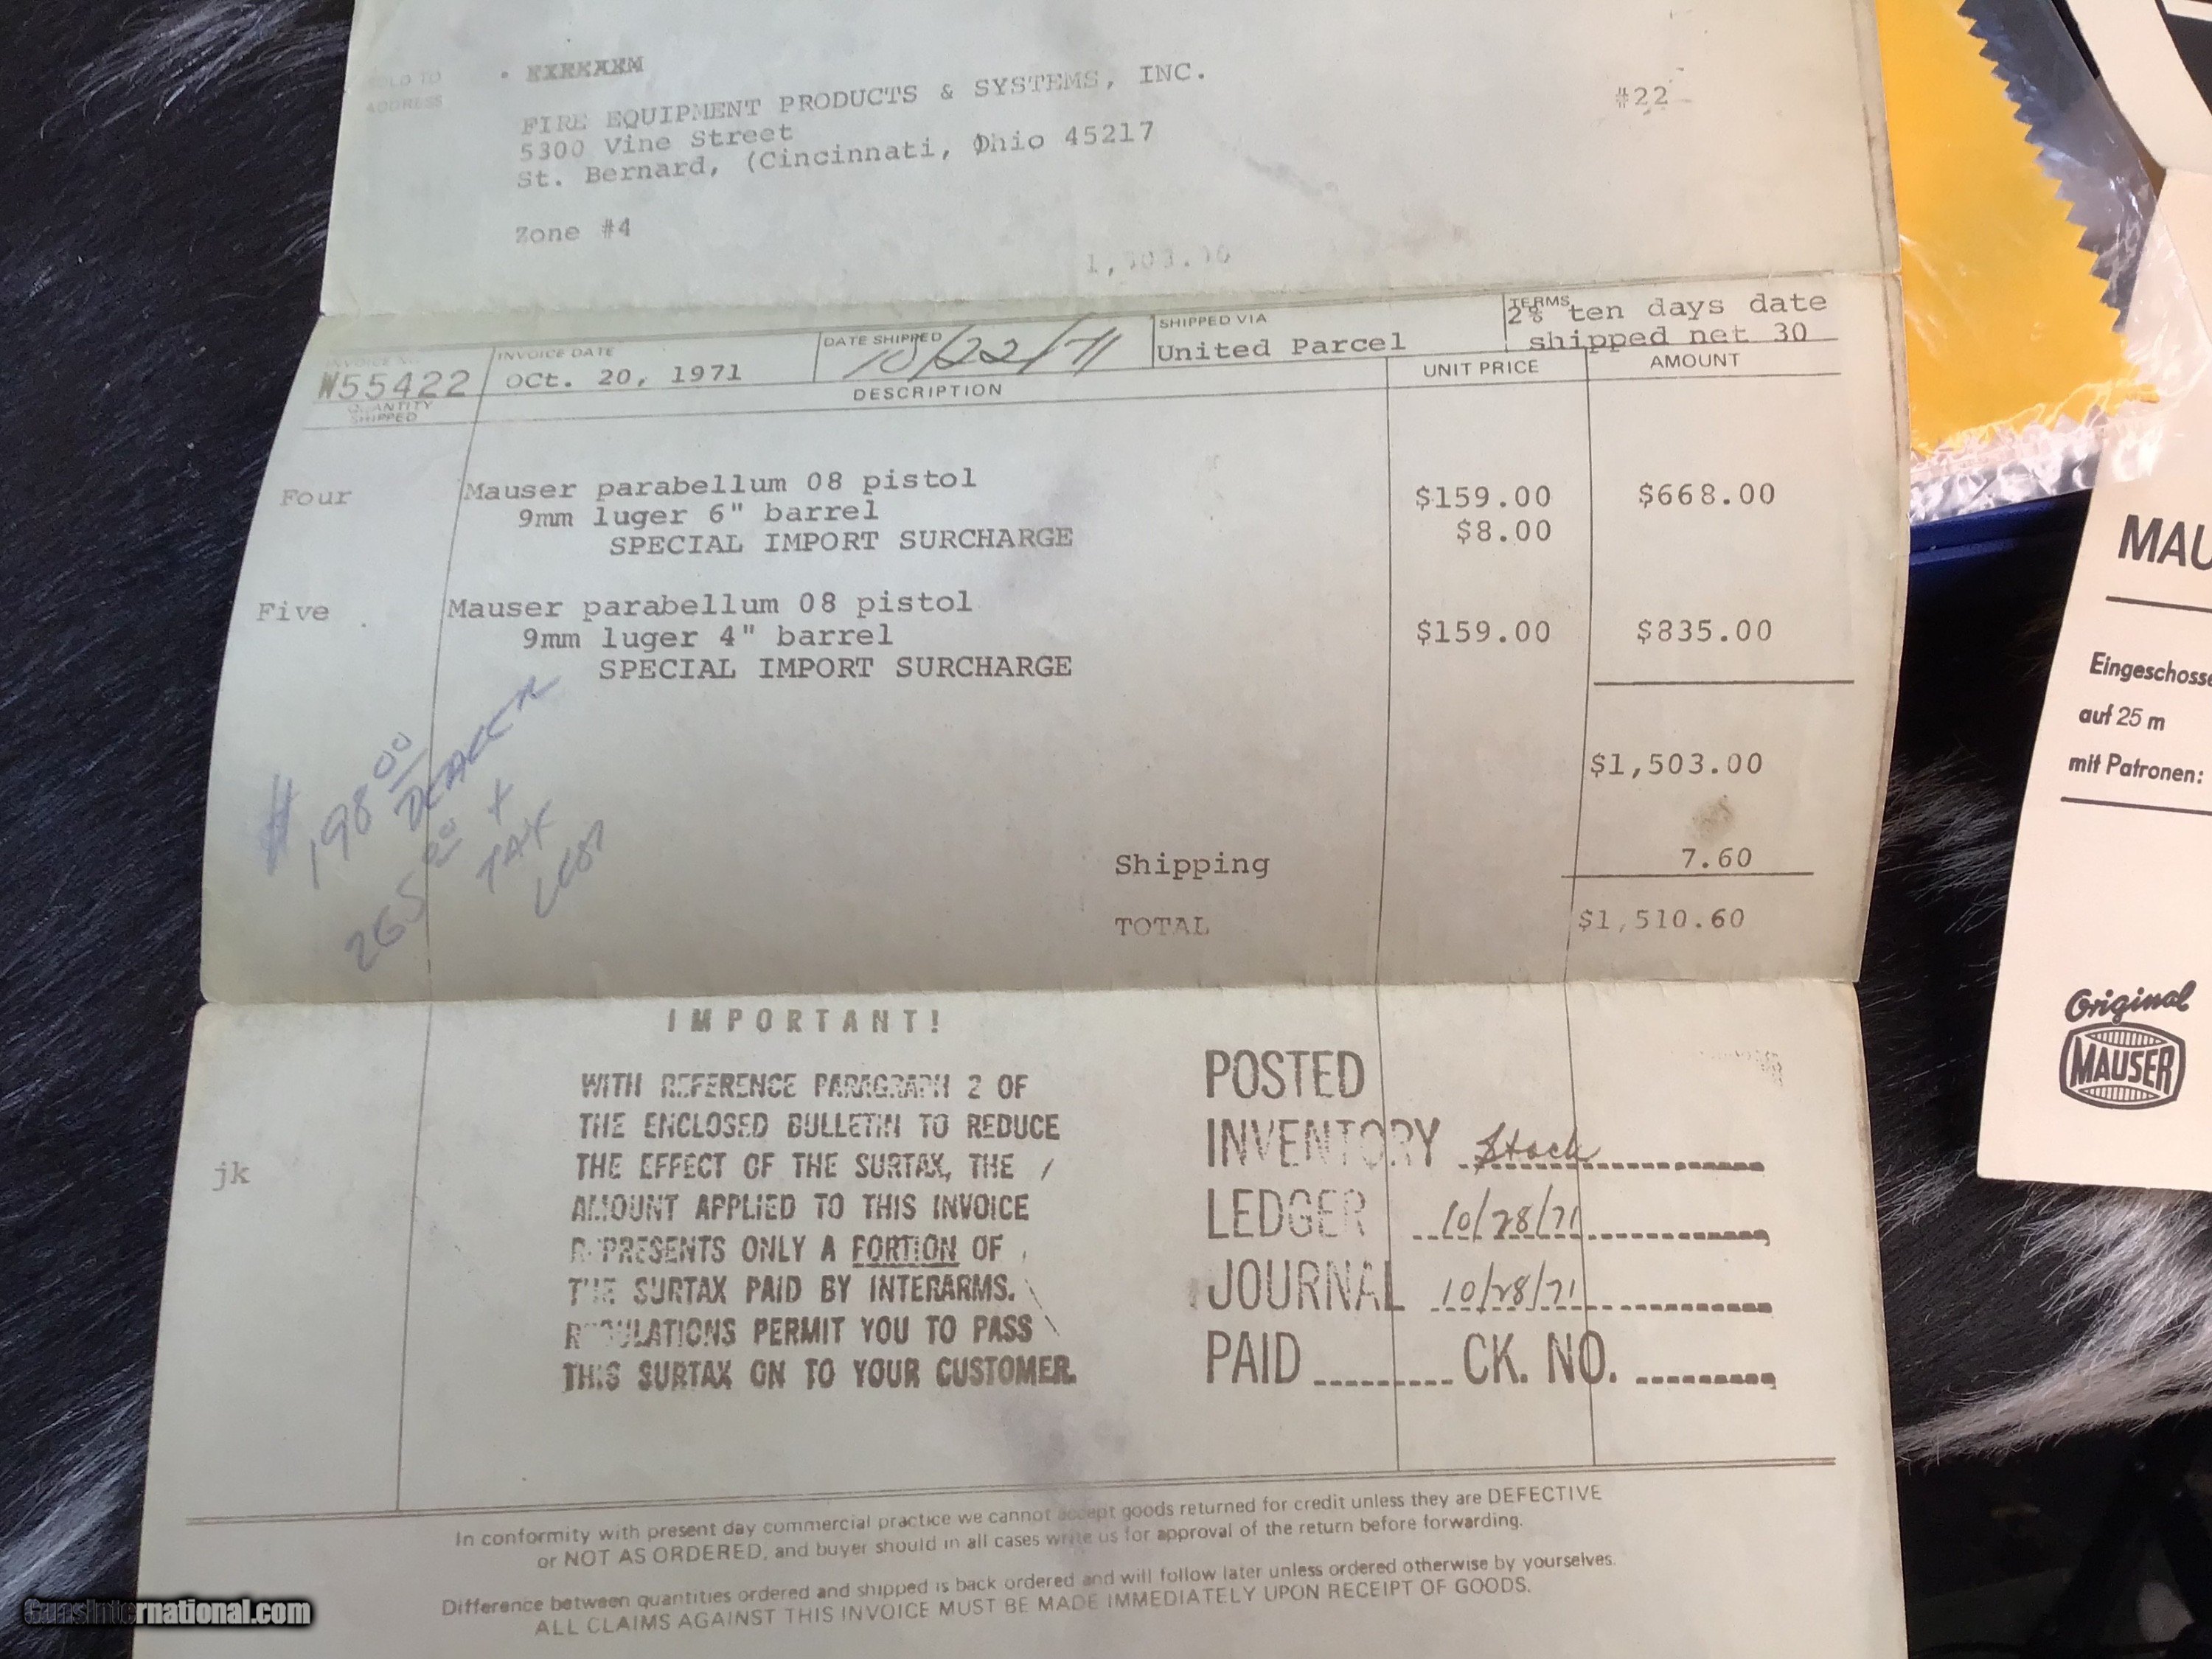 SOLD TO
ADDRESS
FIRE EQUIPMENT PRODUCTS & SYSTEMS, INC.
5300 Vine Street
St. Bernard, (Cincinnati, Ohio 45217
#22
Zone #4
INVOICE NO.
W55422
INVOICE DATE
Oct. 20, 1971
DATE SHIPPED
10/22/71
SHIPPED VIA
United Parcel
TERMS
2% ten days date
shipped net 30
QUANTITY
SHIPPED
DESCRIPTION
UNIT PRICE
AMOUNT
Four Mauser parabellum 08 pistol $159.00 $668.00
9mm luger 6" barrel $8.00
SPECIAL IMPORT SURCHARGE
Five Mauser parabellum 08 pistol
9mm luger 4" barrel $159.00 $835.00
SPECIAL IMPORT SURCHARGE
$ 198 00
DEALER
265 00 +
TAX
$1,503.00
Shipping 7.60
TOTAL $1,510.60
IMPORTANT!
WITH REFERENCE PARAGRAPH 2 OF
THE ENCLOSED BULLETIN TO REDUCE
THE EFFECT OF THE SURTAX, THE
AMOUNT APPLIED TO THIS INVOICE
REPRESENTS ONLY A PORTION OF
THE SURTAX PAID BY INTERARMS.
REGULATIONS PERMIT YOU TO PASS
THIS SURTAX ON TO YOUR CUSTOMER.
jk
POSTED
INVENTORY Stock
LEDGER 10/28/71
JOURNAL 10/28/71
PAID CK. NO.
In conformity with present day commercial practice we cannot accept goods returned for credit unless they are DEFECTIVE
or NOT AS ORDERED, and buyer should in all cases write us for approval of the return before forwarding.
Difference between quantities ordered and shipped is back ordered and will follow later unless ordered otherwise by yourselves.
ALL CLAIMS AGAINST THIS INVOICE MUST BE MADE IMMEDIATELY UPON RECEIPT OF GOODS.
MAU
Eingeschosse
auf 25 m
mit Patronen:
Original
MAUSER
GunsInternational.com